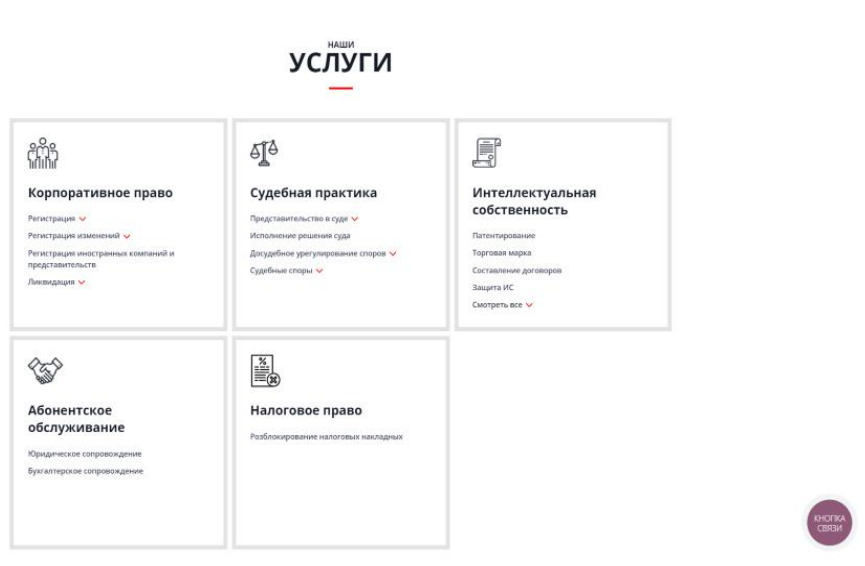 НАШИ
УСЛУГИ
Корпоративное право
Регистрация
Регистрация изменений
Регистрация иностранных компаний и
представительств
Ликвидация
Судебная практика
Представительство в суде
Исполнение решения суда
Досудебное урегулирование споров
Судебные споры
Интеллектуальная
собственность
Патентирование
Торговая марка
Составление договоров
Защита ИС
Смотреть все
Абонентское
обслуживание
Юридическое сопровождение
Бухгалтерское сопровождение
Налоговое право
Розблокирование налоговых накладных
КНОПКА
СВЯЗИ